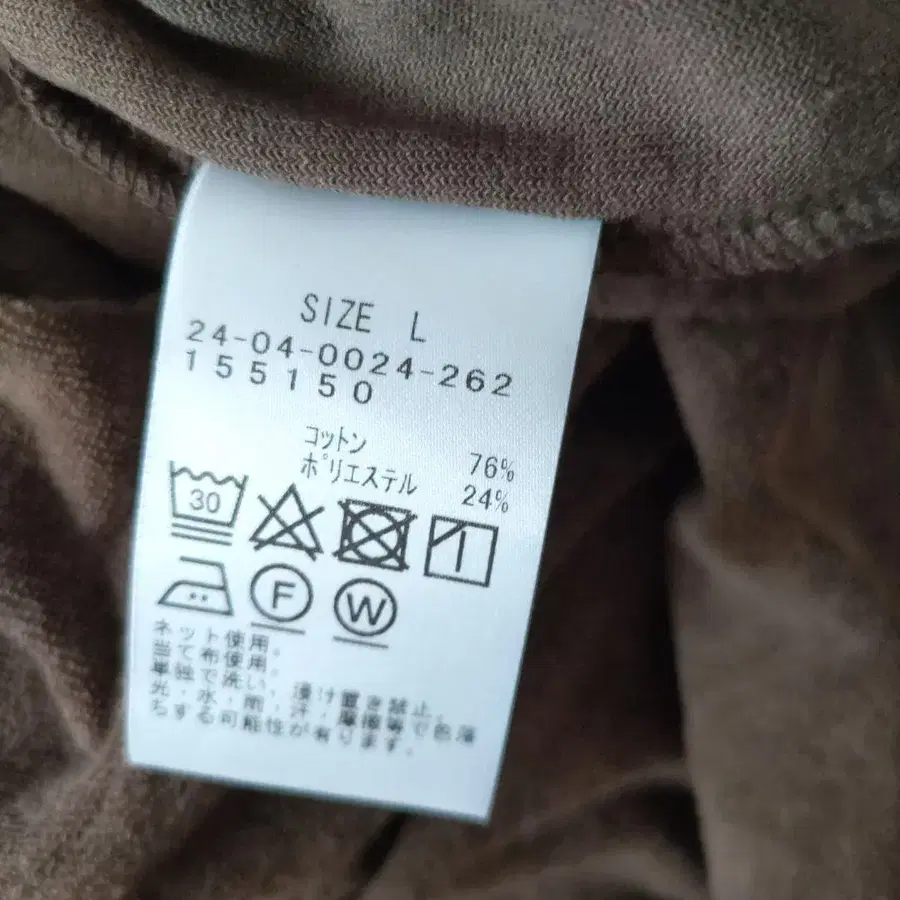 SIZE L
24-04-0024-262
155150
コットン 76%
ポリエステル 24%
30
F
W
ネット使用。
当て布使用。
単独で洗い、漬け置き禁止。
光・水・雨・汗・摩擦等で色落
ちする可能性が有ります。